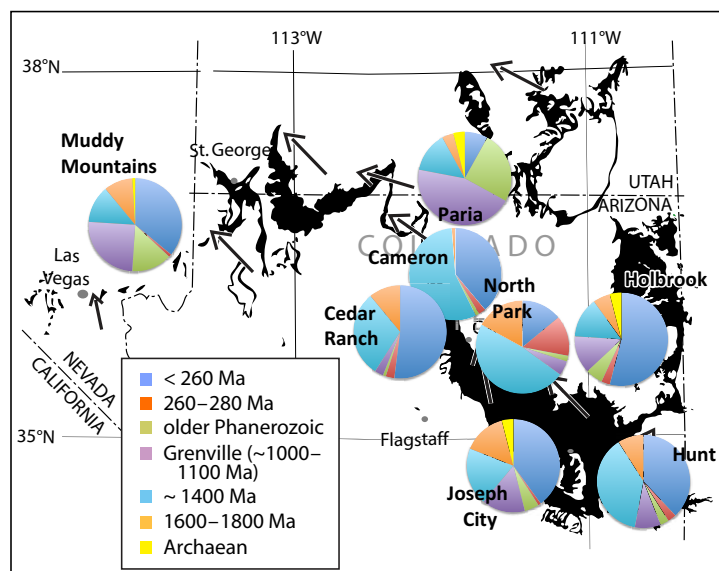 113°W
111°W
38°N
Muddy
Mountains
St. George
UTAH
ARIZONA
Paria
COLORADO
Cameron
Las
Vegas
North
Park
Holbrook
Cedar
Ranch
NEVADA
CALIFORNIA
< 260 Ma
260–280 Ma
older Phanerozoic
Grenville (~1000–
1100 Ma)
~ 1400 Ma
1600–1800 Ma
Archaean
35°N
Flagstaff
Hunt
Joseph
City